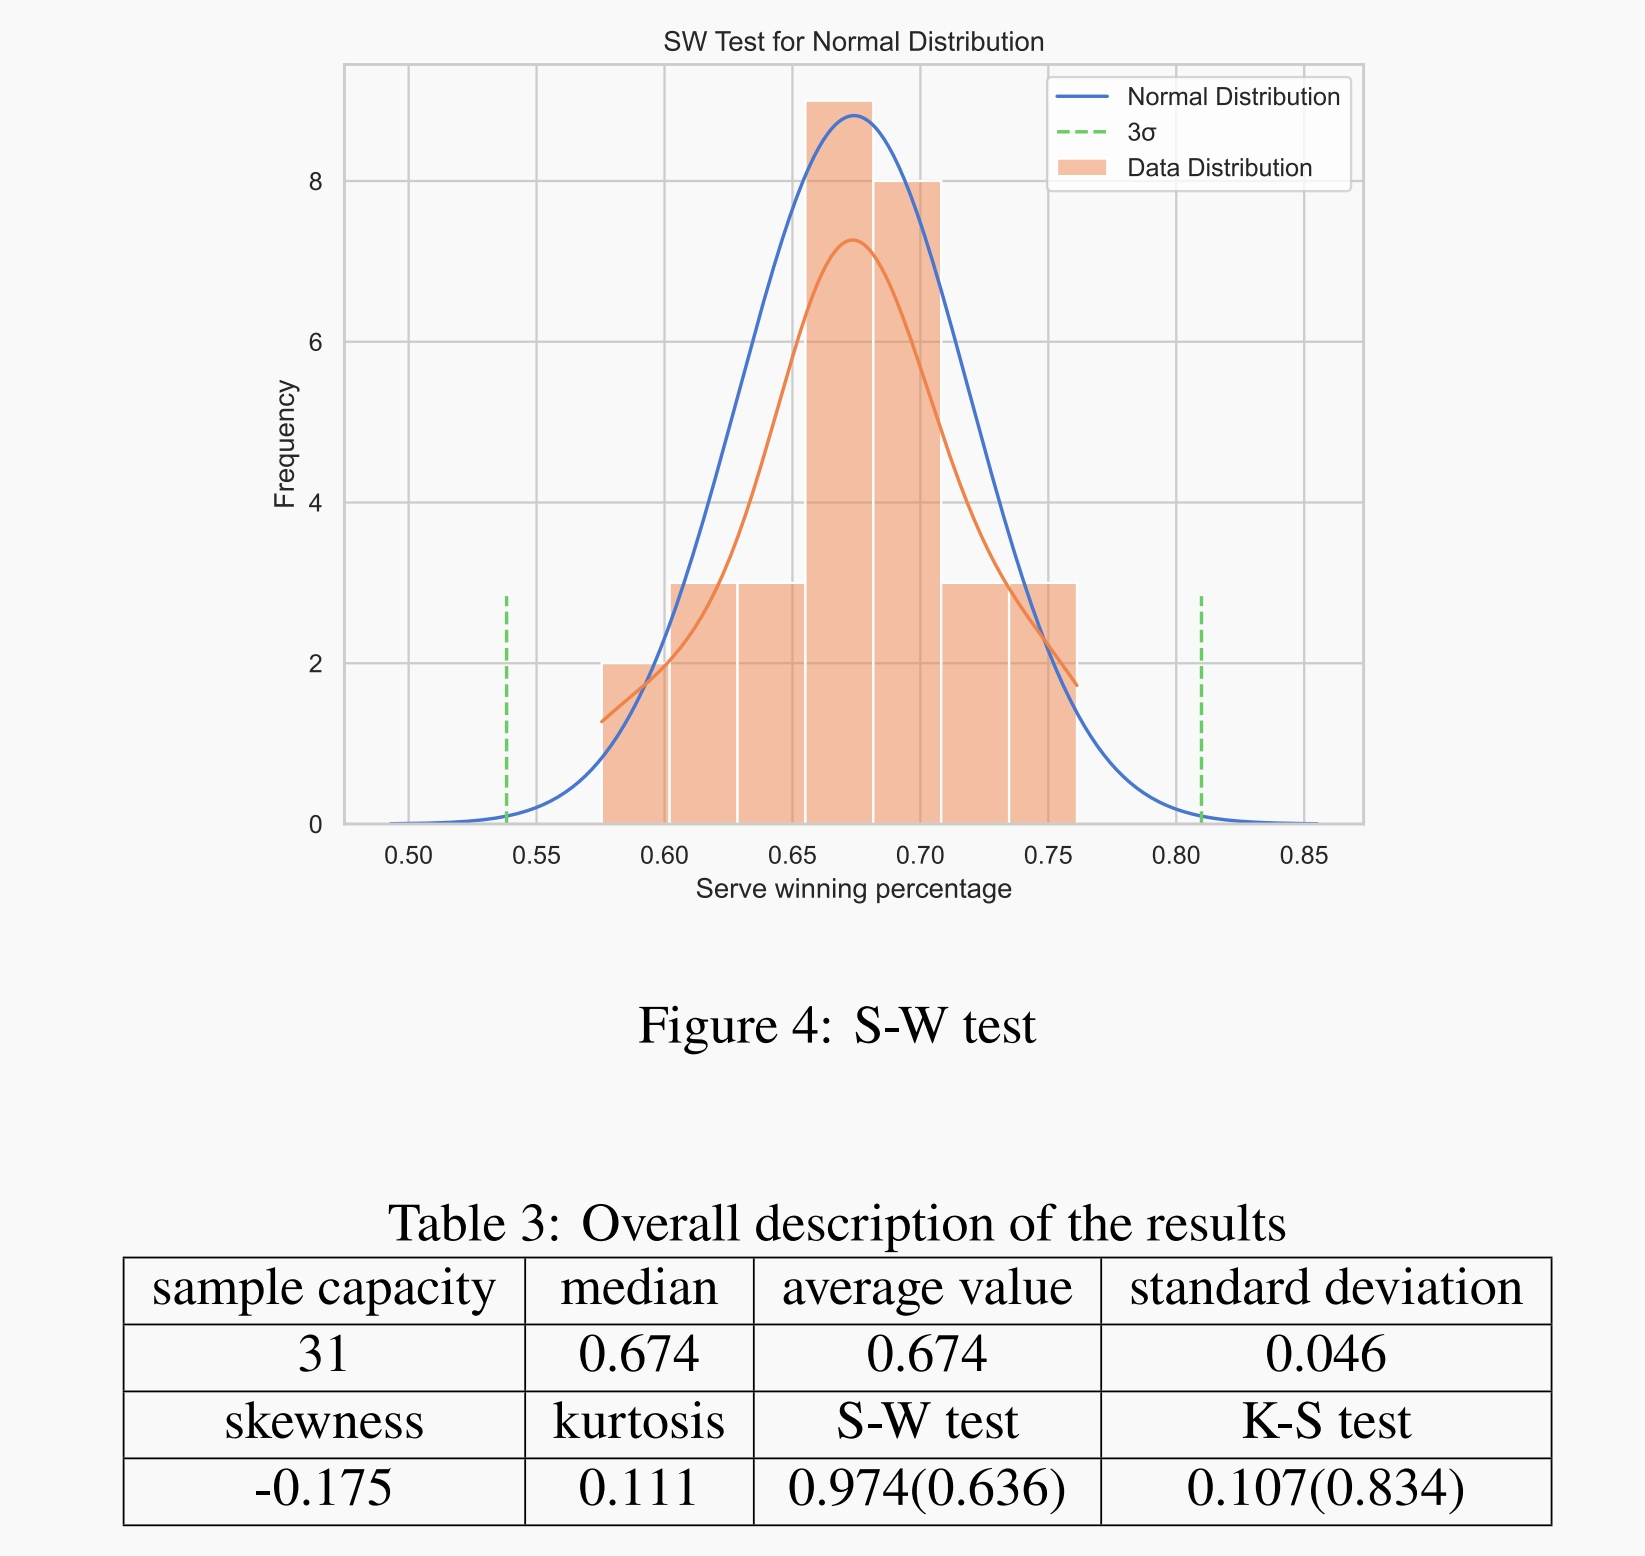 SW Test for Normal Distribution
Normal Distribution
3σ
Data Distribution
8
6
4
2
0
Frequency
0.50 0.55 0.60 0.65 0.70 0.75 0.80 0.85
Serve winning percentage
Figure 4: S-W test
Table 3: Overall description of the results
sample capacity median average value standard deviation
31 0.674 0.674 0.046
skewness kurtosis S-W test K-S test
-0.175 0.111 0.974(0.636) 0.107(0.834)